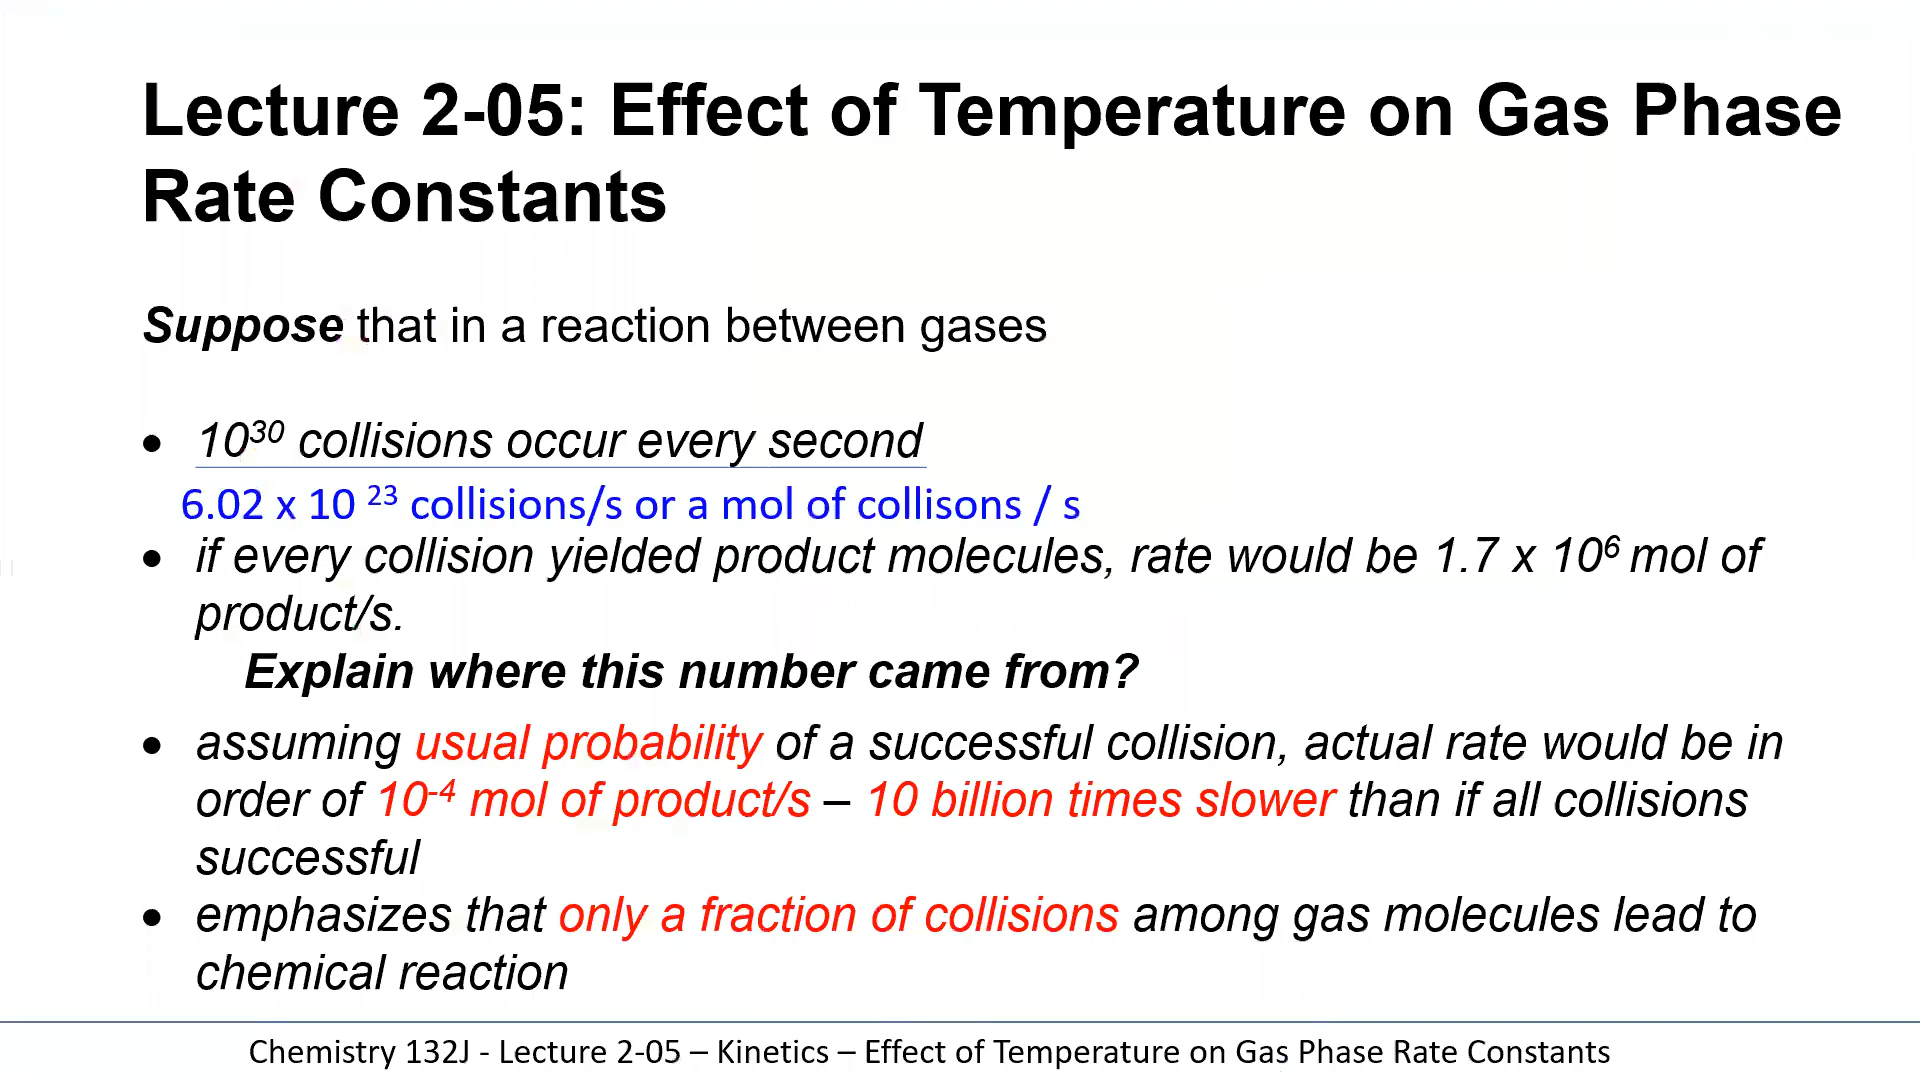 Lecture 2-05: Effect of Temperature on Gas Phase
Rate Constants
Suppose that in a reaction between gases
• 10³⁰ collisions occur every second
6.02 x 10 ²³ collisions/s or a mol of collisons / s
• if every collision yielded product molecules, rate would be 1.7 x 10⁶ mol of
product/s.
Explain where this number came from?
• assuming usual probability of a successful collision, actual rate would be in
order of 10⁻⁴ mol of product/s – 10 billion times slower than if all collisions
successful
• emphasizes that only a fraction of collisions among gas molecules lead to
chemical reaction
Chemistry 132J - Lecture 2-05 – Kinetics – Effect of Temperature on Gas Phase Rate Constants